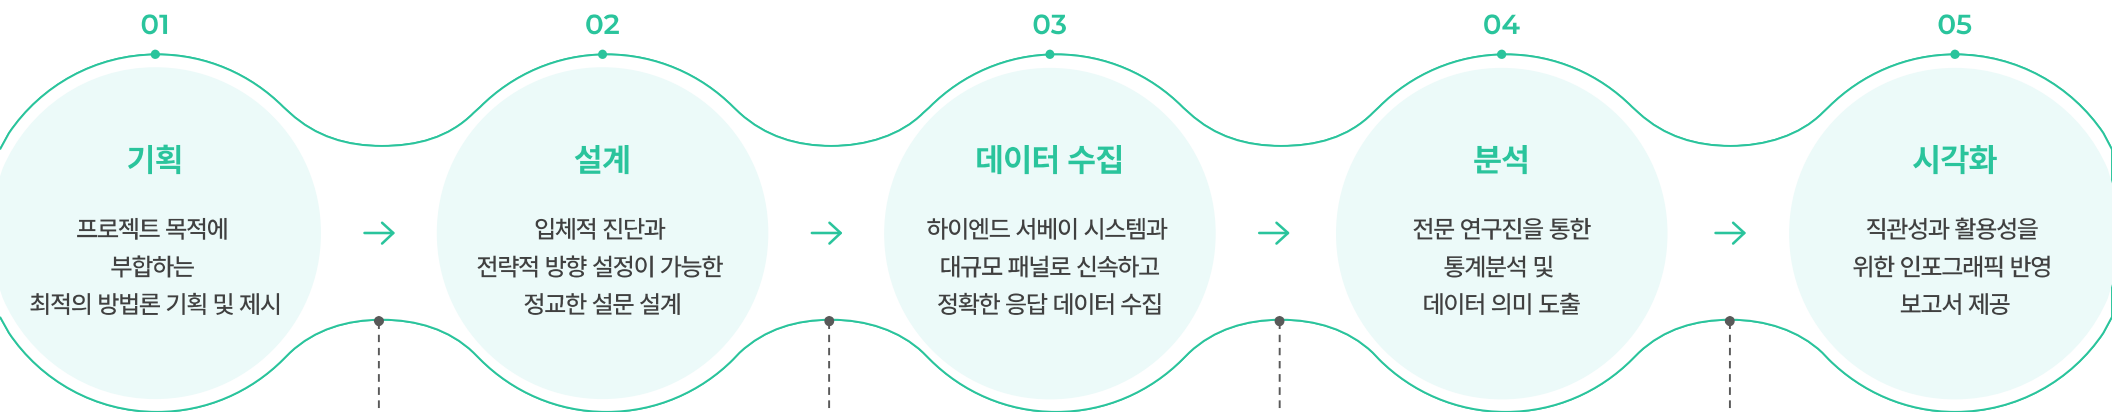 01
기획
프로젝트 목적에
부합하는
최적의 방법론 기획 및 제시
02
설계
입체적 진단과
전략적 방향 설정이 가능한
정교한 설문 설계
03
데이터 수집
하이엔드 서베이 시스템과
대규모 패널로 신속하고
정확한 응답 데이터 수집
04
분석
전문 연구진을 통한
통계분석 및
데이터 의미 도출
05
시각화
직관성과 활용성을
위한 인포그래픽 반영
보고서 제공